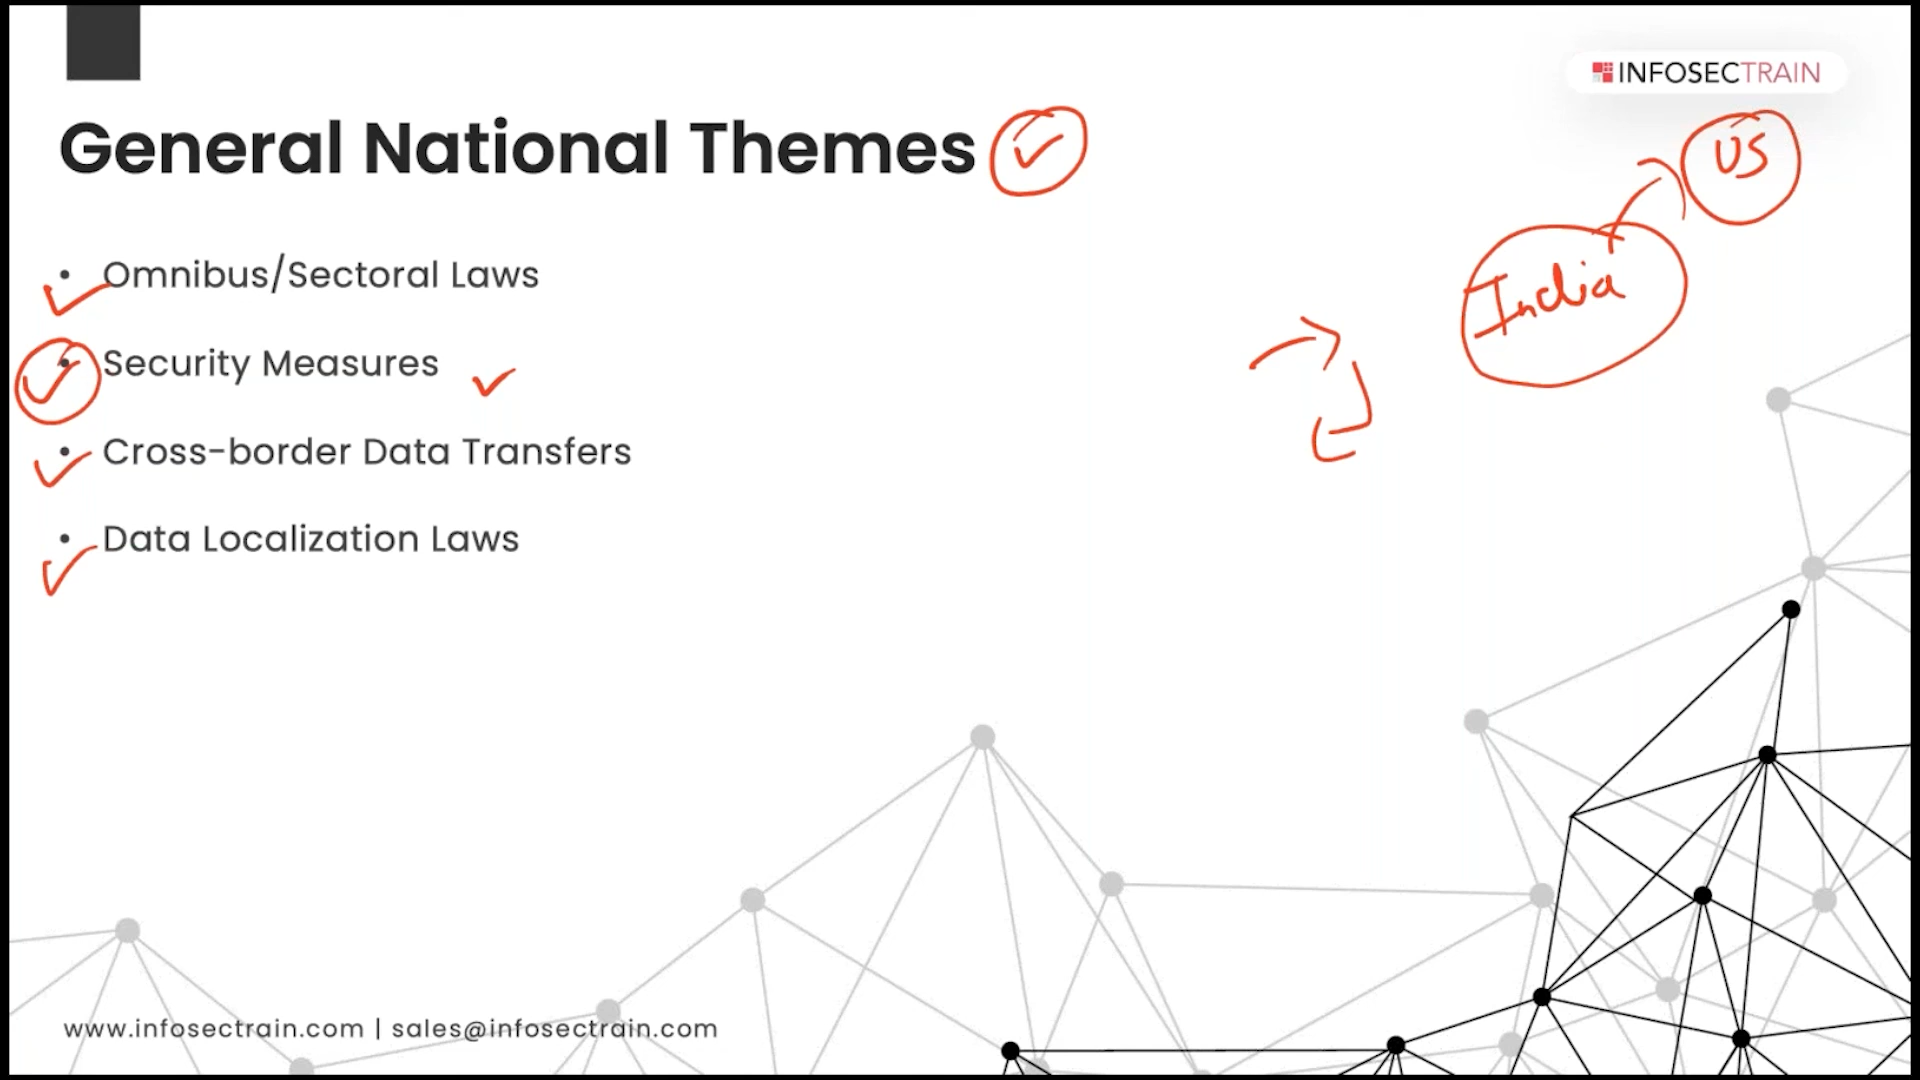 INFOSECTRAIN
General National Themes
US
India
• Omnibus/Sectoral Laws
• Security Measures
• Cross-border Data Transfers
• Data Localization Laws
www.infosectrain.com | sales@infosectrain.com